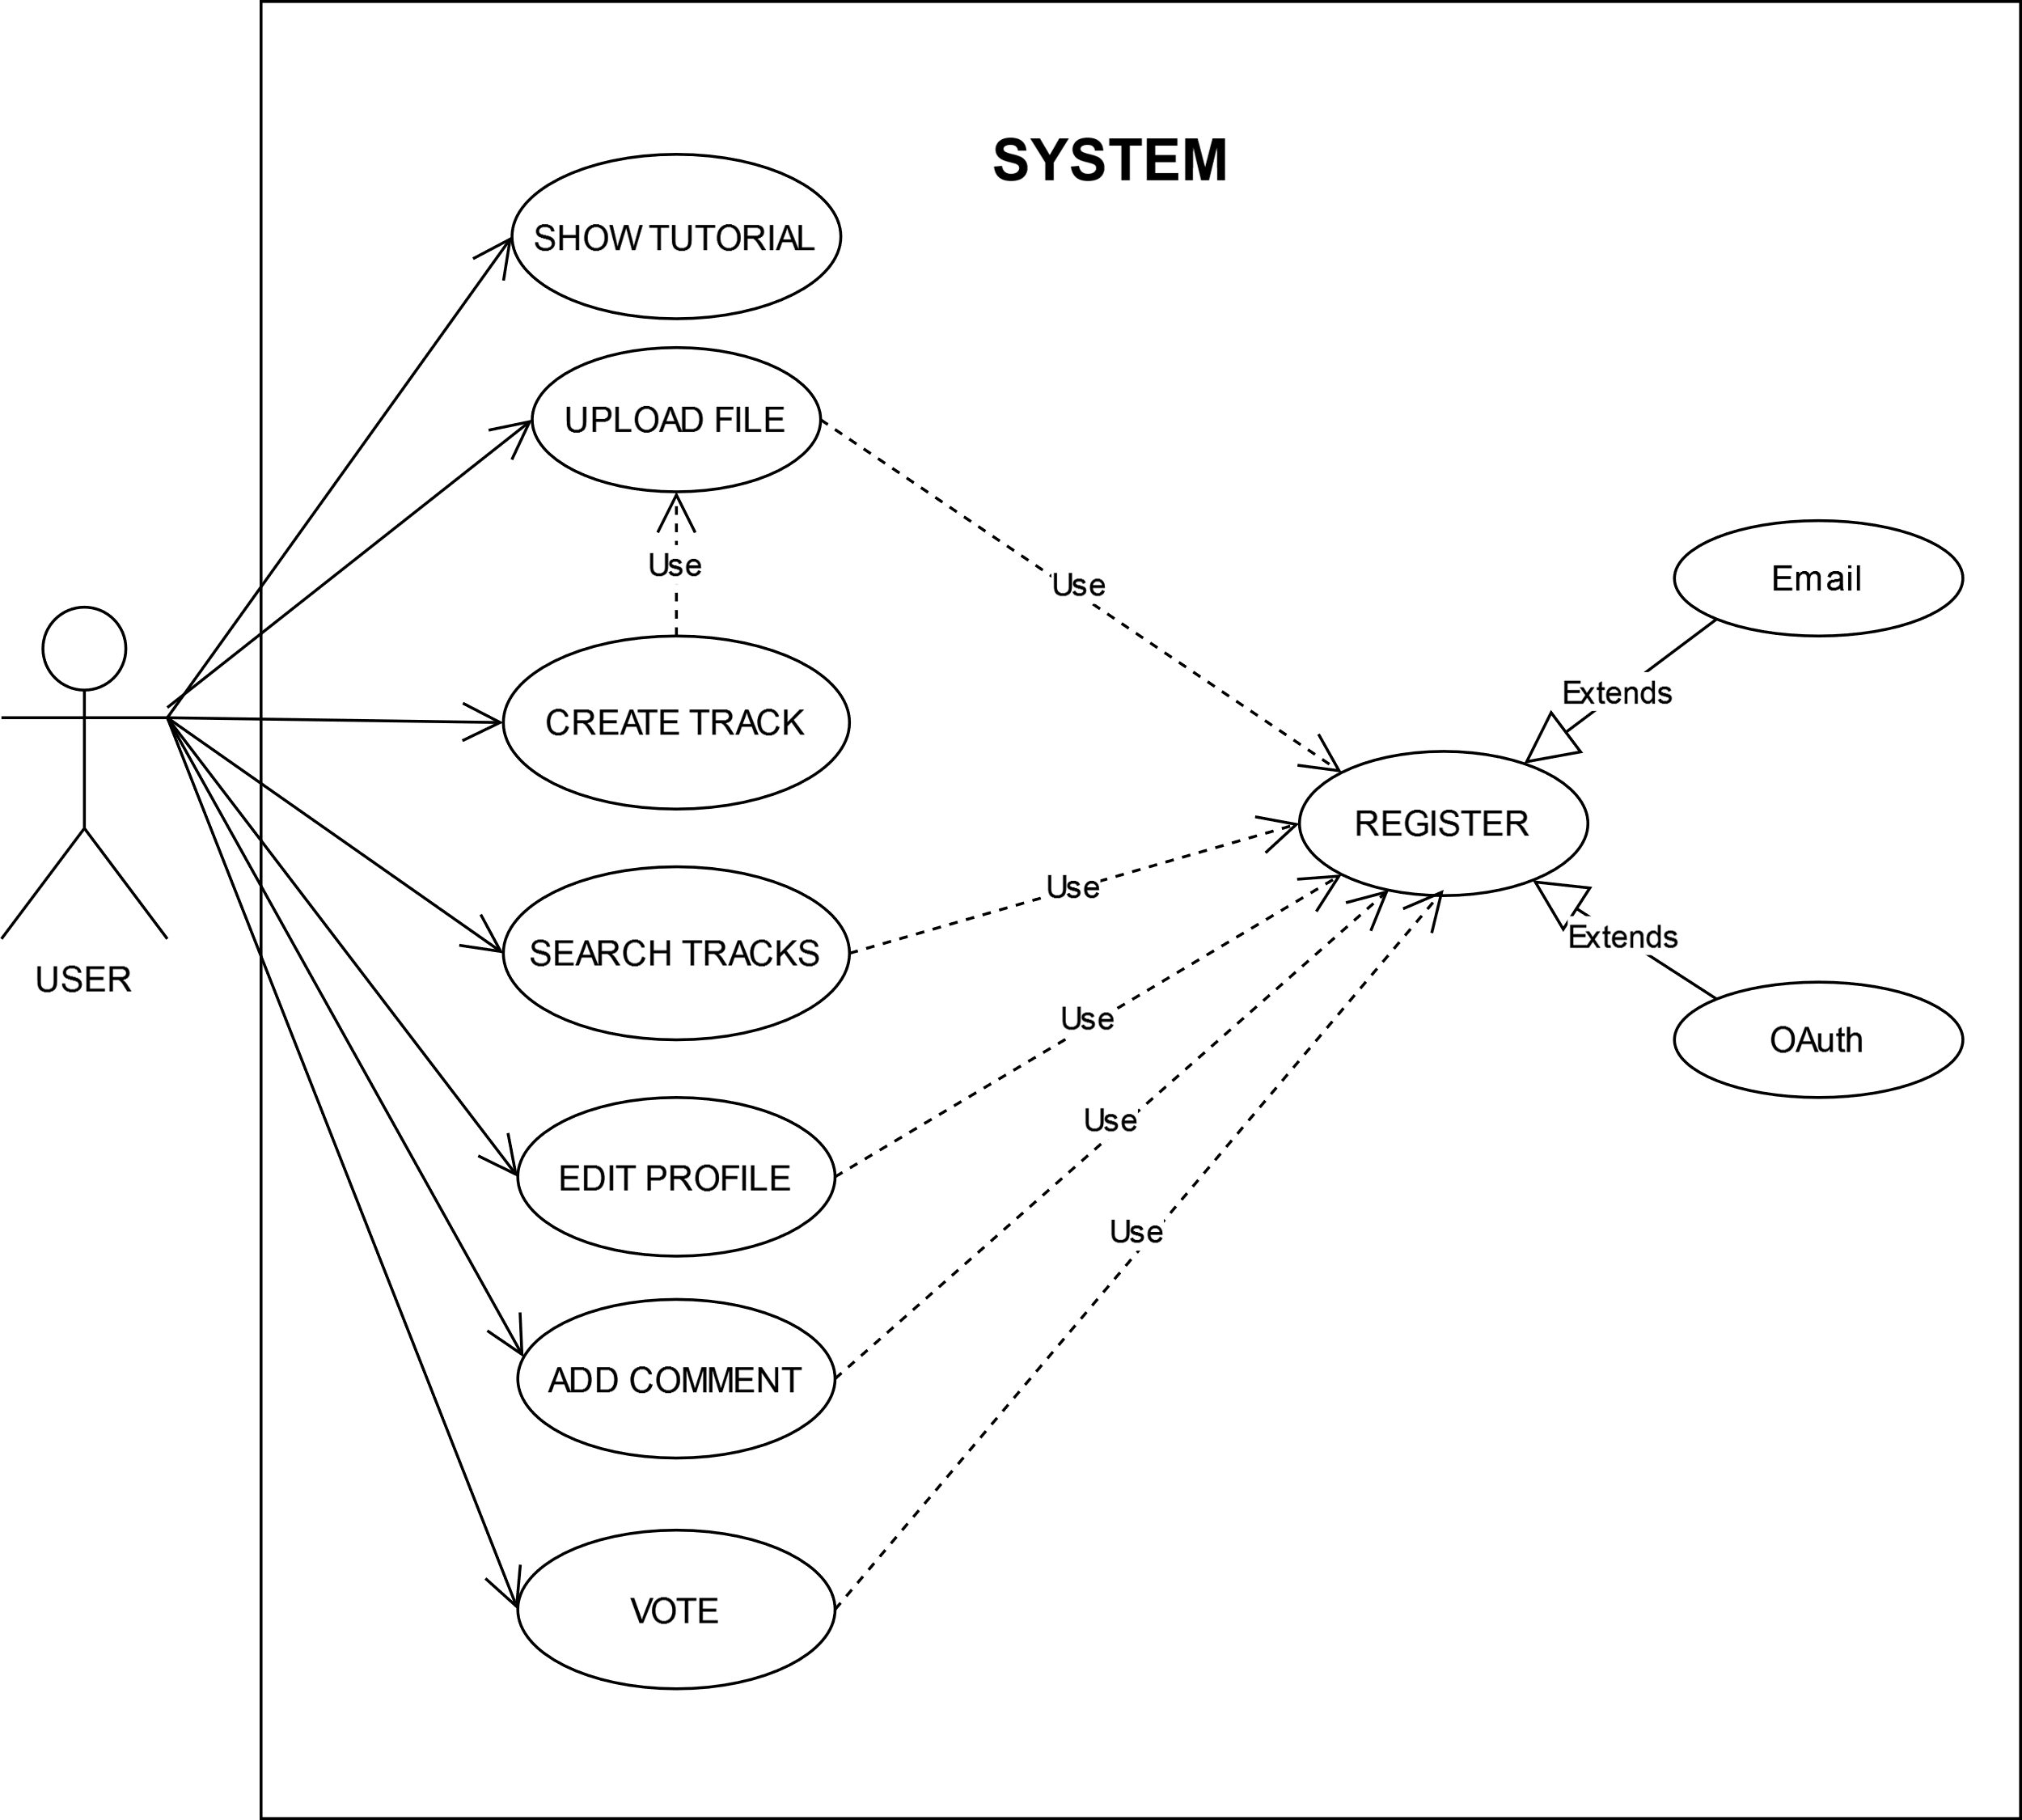 SYSTEM
SHOW TUTORIAL
UPLOAD FILE
Use
Use
Email
Extends
CREATE TRACK
REGISTER
Use
Extends
SEARCH TRACKS
USER
Use
OAuth
Use
EDIT PROFILE
Use
ADD COMMENT
VOTE